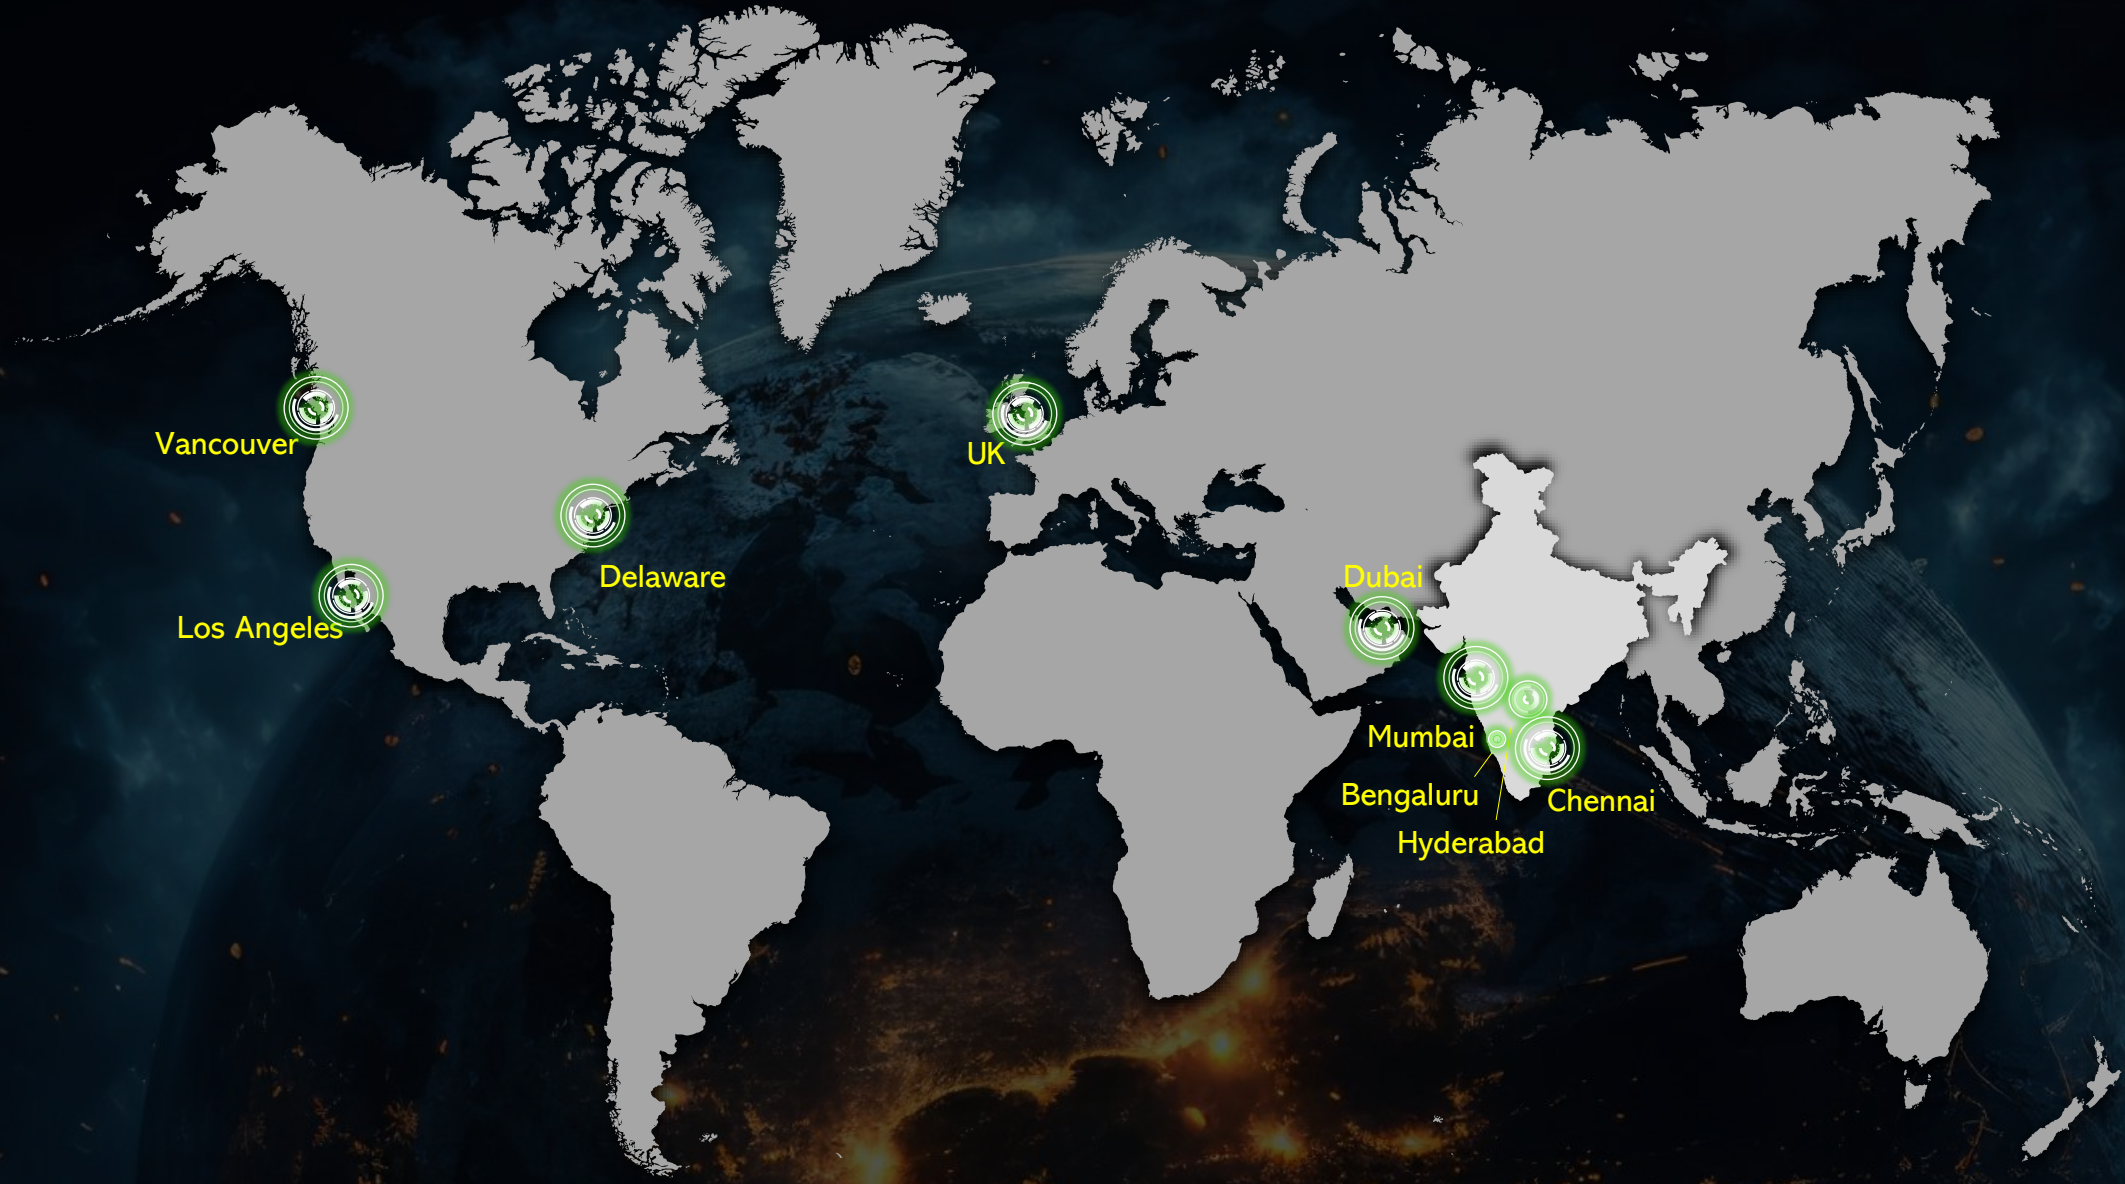 Vancouver
UK
Delaware
Dubai
Los Angeles
Mumbai
Bengaluru
Chennai
Hyderabad